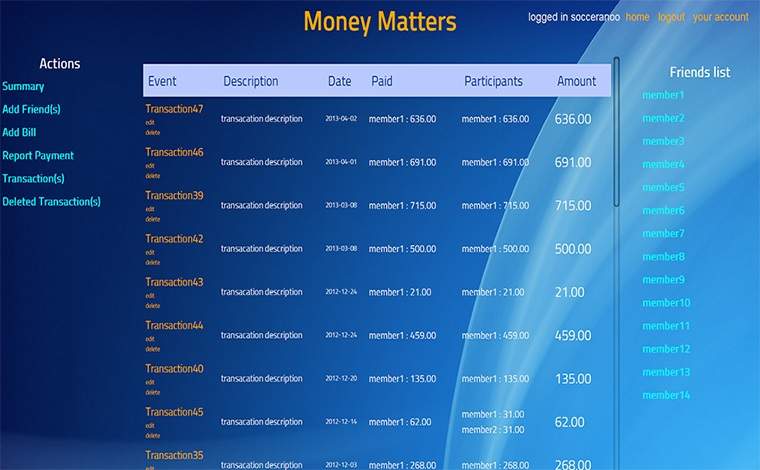 Money Matters
logged in socceranoo home logout your account
Actions
Summary
Add Friend(s)
Add Bill
Report Payment
Transaction(s)
Deleted Transaction(s)
Event Description Date Paid Participants Amount
Transaction47
edit
delete
transacation description 2013-04-02 member1 : 636.00 member1 : 636.00 636.00
Transaction46
edit
delete
transacation description 2013-04-01 member1 : 691.00 member1 : 691.00 691.00
Transaction39
edit
delete
transacation description 2013-03-08 member1 : 715.00 member1 : 715.00 715.00
Transaction42
edit
delete
transacation description 2013-03-08 member1 : 500.00 member1 : 500.00 500.00
Transaction43
edit
delete
transacation description 2012-12-24 member1 : 21.00 member1 : 21.00 21.00
Transaction44
edit
delete
transacation description 2012-12-24 member1 : 459.00 member1 : 459.00 459.00
Transaction40
edit
delete
transacation description 2012-12-20 member1 : 135.00 member1 : 135.00 135.00
Transaction45
edit
delete
transacation description 2012-12-14 member1 : 62.00 member1 : 31.00
member2 : 31.00
62.00
Transaction35
edit
transacation description 2012-12-03 member1 : 268.00 member1 : 268.00 268.00
Friends list
member1
member2
member3
member4
member5
member6
member7
member8
member9
member10
member11
member12
member13
member14